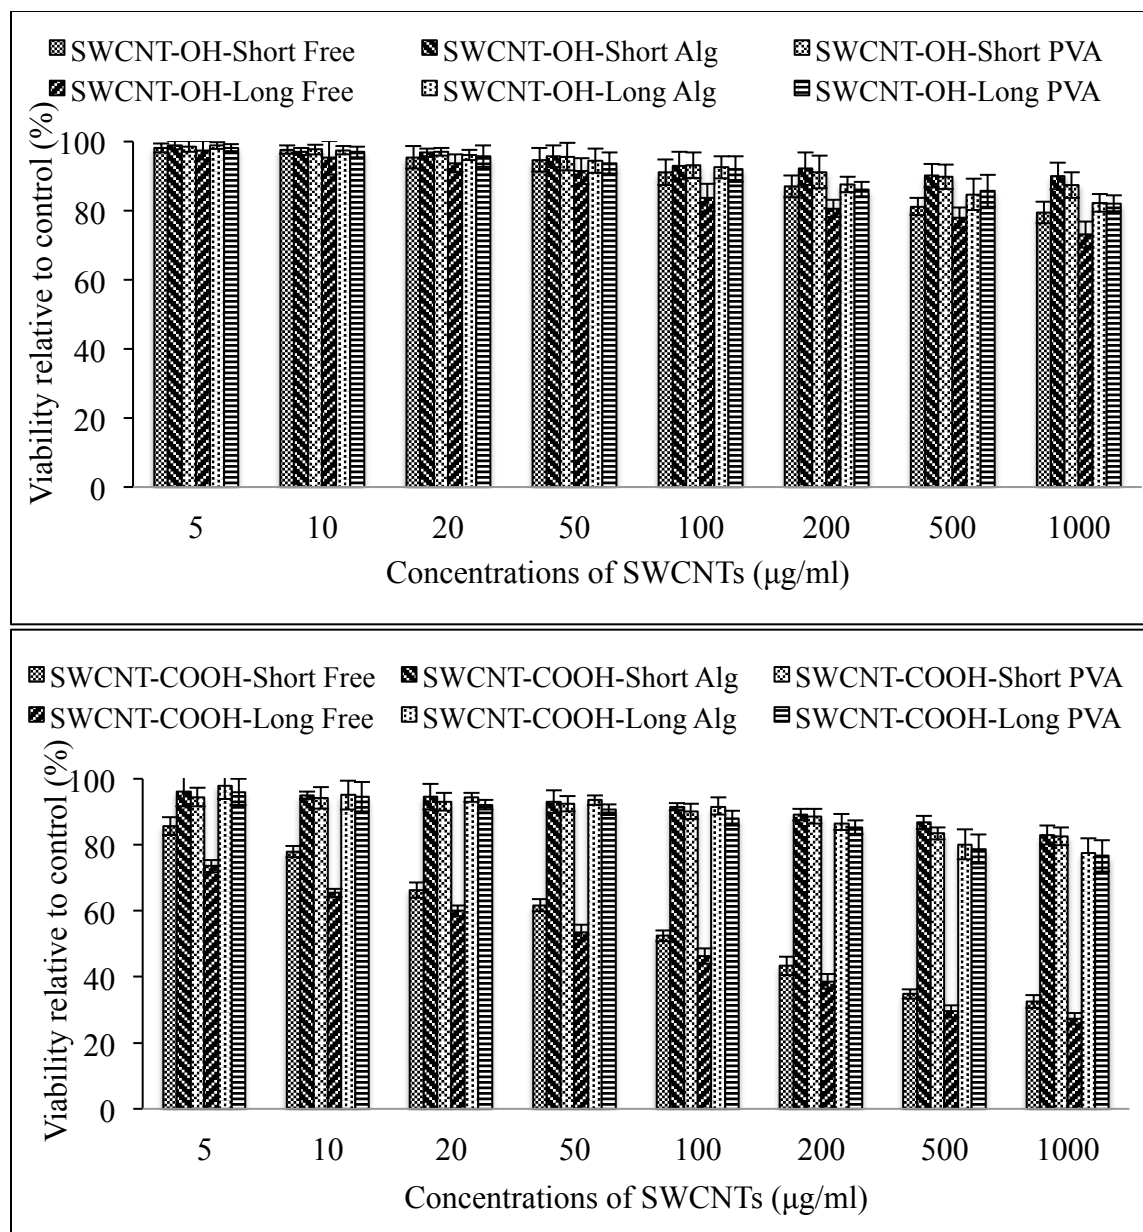 SWCNT-OH-Short Free SWCNT-OH-Short Alg SWCNT-OH-Short PVA
SWCNT-OH-Long Free SWCNT-OH-Long Alg SWCNT-OH-Long PVA
Viability relative to control (%)
100
80
60
40
20
0
5 10 20 50 100 200 500 1000
Concentrations of SWCNTs (µg/ml)
SWCNT-COOH-Short Free SWCNT-COOH-Short Alg SWCNT-COOH-Short PVA
SWCNT-COOH-Long Free SWCNT-COOH-Long Alg SWCNT-COOH-Long PVA
Viability relative to control (%)
100
80
60
40
20
0
5 10 20 50 100 200 500 1000
Concentrations of SWCNTs (µg/ml)